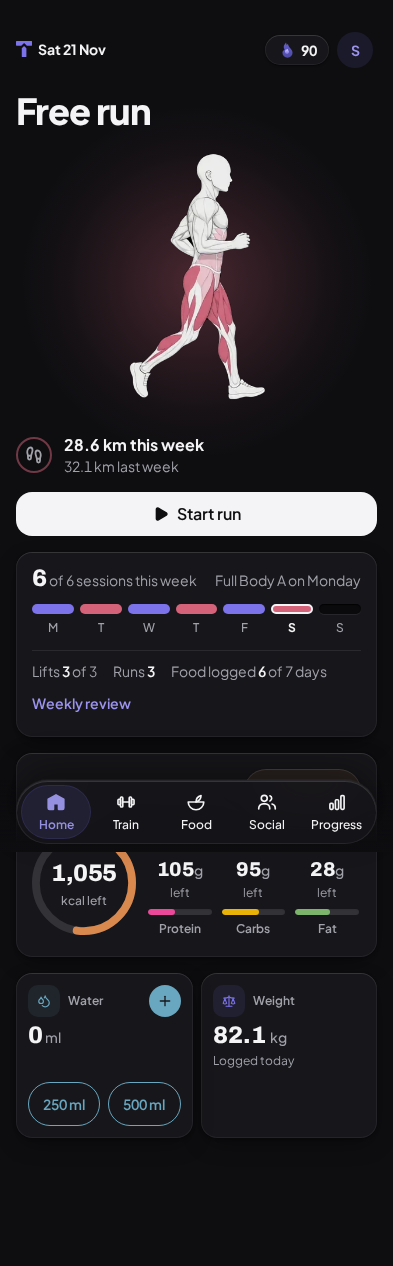 Sat 21 Nov
90
S
Free run
28.6 km this week
32.1 km last week
Start run
6 of 6 sessions this week Full Body A on Monday
M T W T F S S
Lifts 3 of 3 Runs 3 Food logged 6 of 7 days
Weekly review
Home Train Food Social Progress
1,055
kcal left
105g 95g 28g
left left left
Protein Carbs Fat
Water Weight
0 ml 82.1 kg
Logged today
250 ml 500 ml